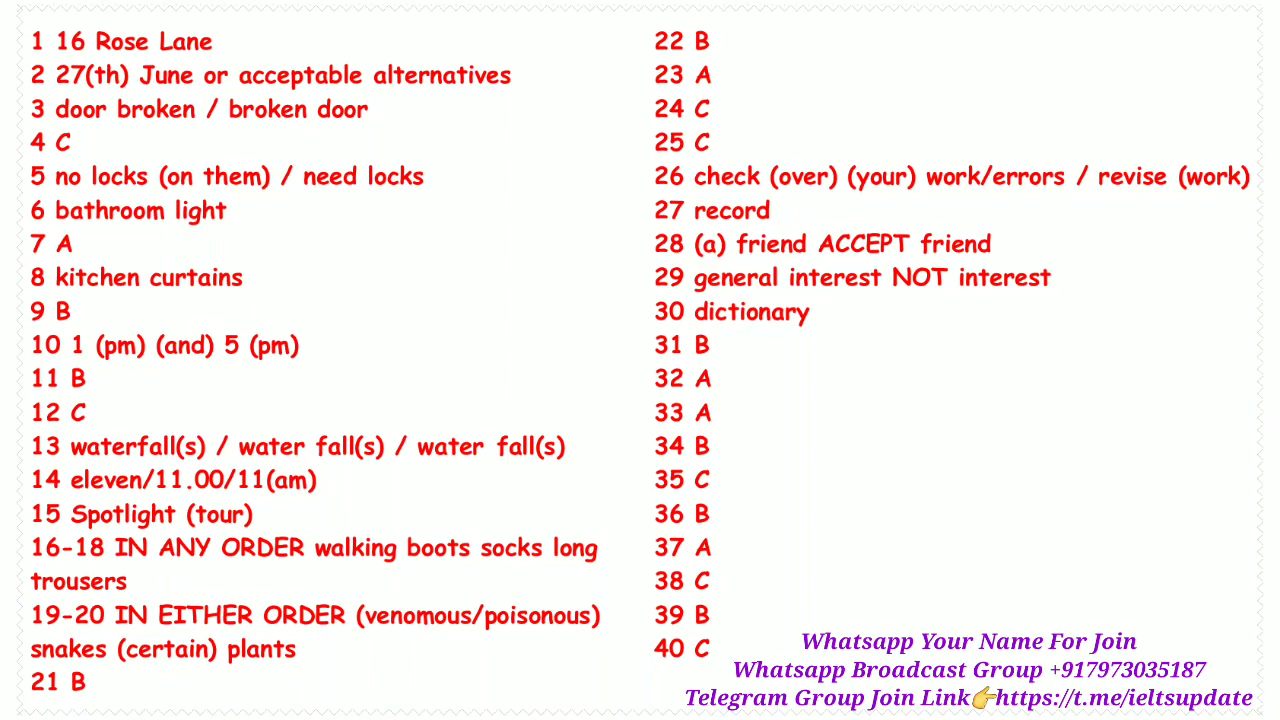 1 16 Rose Lane
2 27(th) June or acceptable alternatives
3 door broken / broken door
4 C
5 no locks (on them) / need locks
6 bathroom light
7 A
8 kitchen curtains
9 B
10 1 (pm) (and) 5 (pm)
11 B
12 C
13 waterfall(s) / water fall(s) / water fall(s)
14 eleven/11.00/11(am)
15 Spotlight (tour)
16-18 IN ANY ORDER walking boots socks long
trousers
19-20 IN EITHER ORDER (venomous/poisonous)
snakes (certain) plants
21 B
22 B
23 A
24 C
25 C
26 check (over) (your) work/errors / revise (work)
27 record
28 (a) friend ACCEPT friend
29 general interest NOT interest
30 dictionary
31 B
32 A
33 A
34 B
35 C
36 B
37 A
38 C
39 B
40 C
Whatsapp Your Name For Join
Whatsapp Broadcast Group +917973035187
Telegram Group Join Link👉https://t.me/ieltsupdate